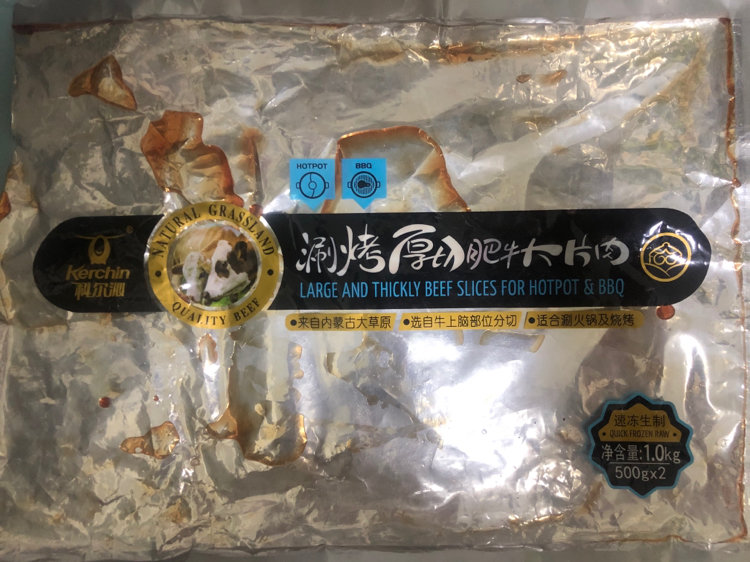 HOTPOT
BBQ
NATURAL GRASSLAND
Kerchin
科尔沁
QUALITY BEEF
涮烤厚切肥牛大片肉
LARGE AND THICKLY BEEF SLICES FOR HOTPOT & BBQ
•来自内蒙古大草原 •选自牛上脑部位分切 •适合涮火锅及烧烤
速冻生制
•QUICK FROZEN RAW•
净含量:1.0kg
500gx2